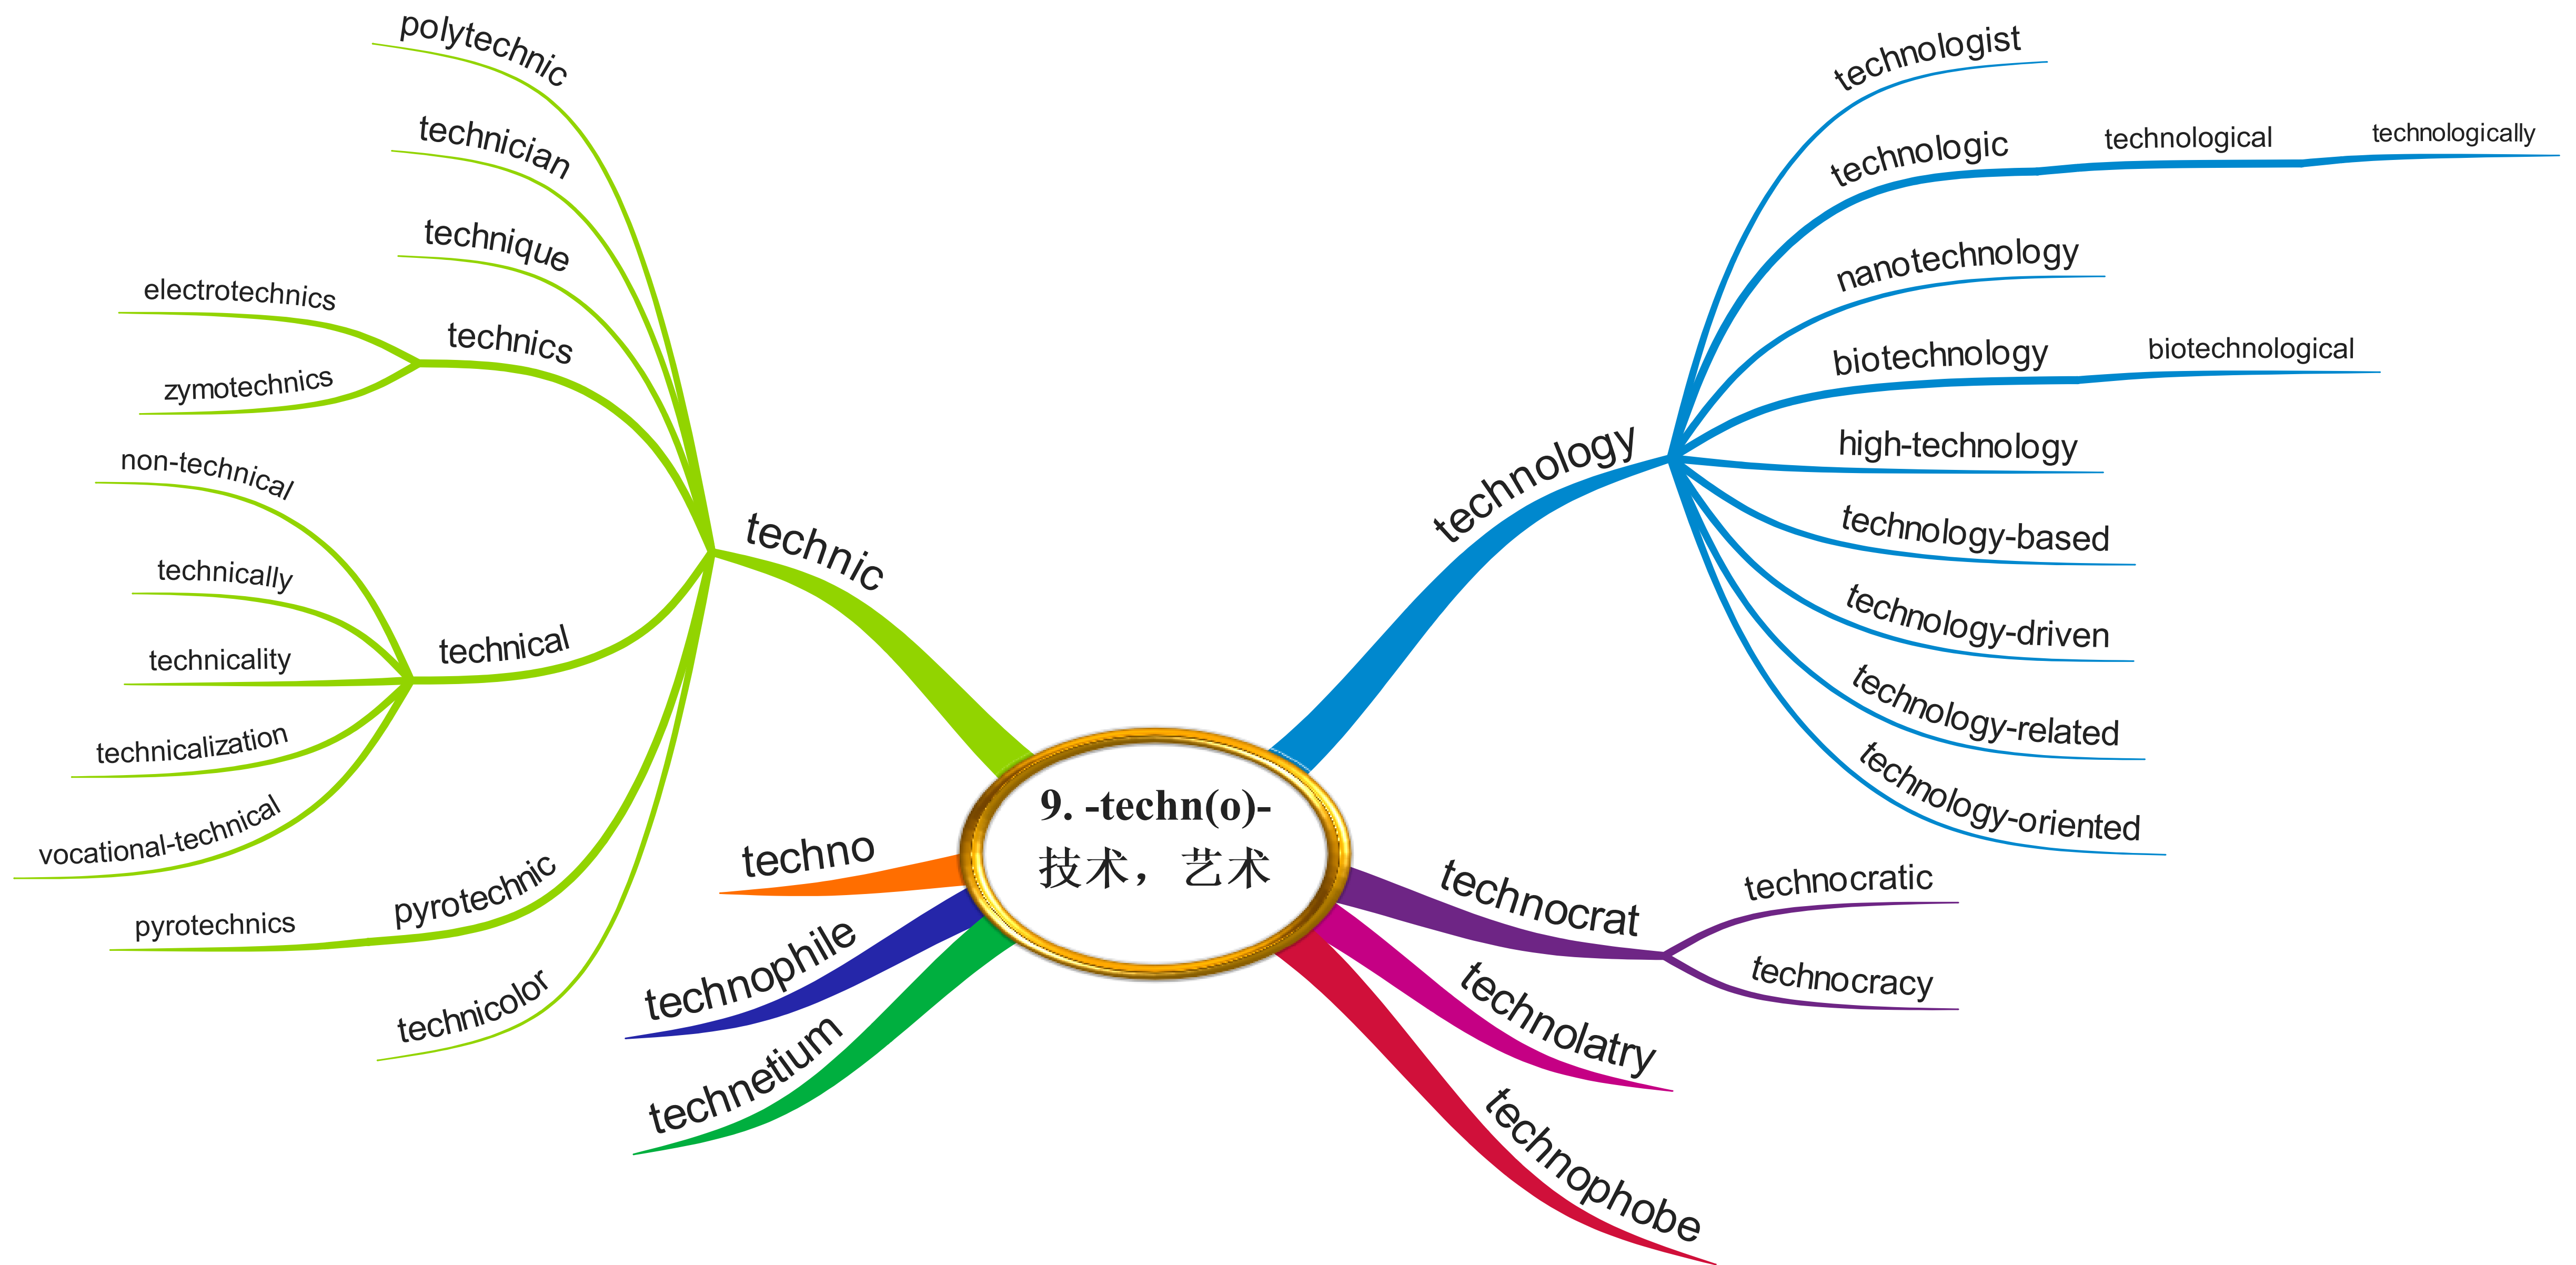 9. -techn(o)-
技术，艺术
technology
technologist
technologic
technological
technologically
nanotechnology
biotechnology
biotechnological
high-technology
technology-based
technology-driven
technology-related
technology-oriented
technocrat
technocratic
technocracy
technolatry
technophobe
technic
polytechnic
technician
technique
technics
electrotechnics
zymotechnics
technical
non-technical
technically
technicality
technicalization
vocational-technical
pyrotechnic
pyrotechnics
technicolor
techno
technophile
technetium